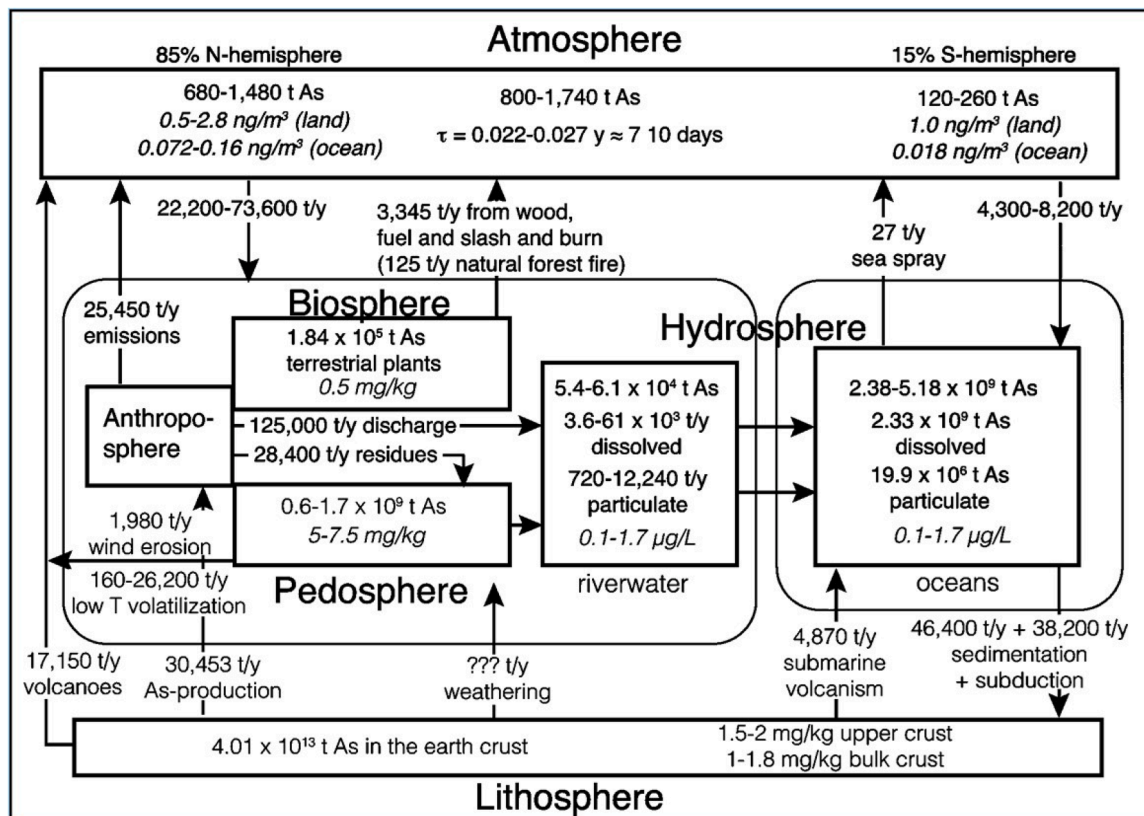 Atmosphere
85% N-hemisphere
15% S-hemisphere
680-1,480 t As
0.5-2.8 ng/m³ (land)
0.072-0.16 ng/m³ (ocean)
800-1,740 t As
τ = 0.022-0.027 y ≈ 7 10 days
120-260 t As
1.0 ng/m³ (land)
0.018 ng/m³ (ocean)
22,200-73,600 t/y
3,345 t/y from wood,
fuel and slash and burn
(125 t/y natural forest fire)
27 t/y
sea spray
4,300-8,200 t/y
25,450 t/y
emissions
Biosphere
Hydrosphere
1.84 x 10⁵ t As
terrestrial plants
0.5 mg/kg
Anthropo-
sphere
125,000 t/y discharge
28,400 t/y residues
5.4-6.1 x 10⁴ t As
3.6-61 x 10³ t/y
dissolved
720-12,240 t/y
particulate
0.1-1.7 µg/L
riverwater
2.38-5.18 x 10⁹ t As
2.33 x 10⁹ t As
dissolved
19.9 x 10⁶ t As
particulate
0.1-1.7 µg/L
oceans
0.6-1.7 x 10⁹ t As
5-7.5 mg/kg
1,980 t/y
wind erosion
160-26,200 t/y
low T volatilization
Pedosphere
17,150 t/y
volcanoes
30,453 t/y
As-production
??? t/y
weathering
4,870 t/y
submarine
volcanism
46,400 t/y + 38,200 t/y
sedimentation
+ subduction
4.01 x 10¹³ t As in the earth crust
1.5-2 mg/kg upper crust
1-1.8 mg/kg bulk crust
Lithosphere